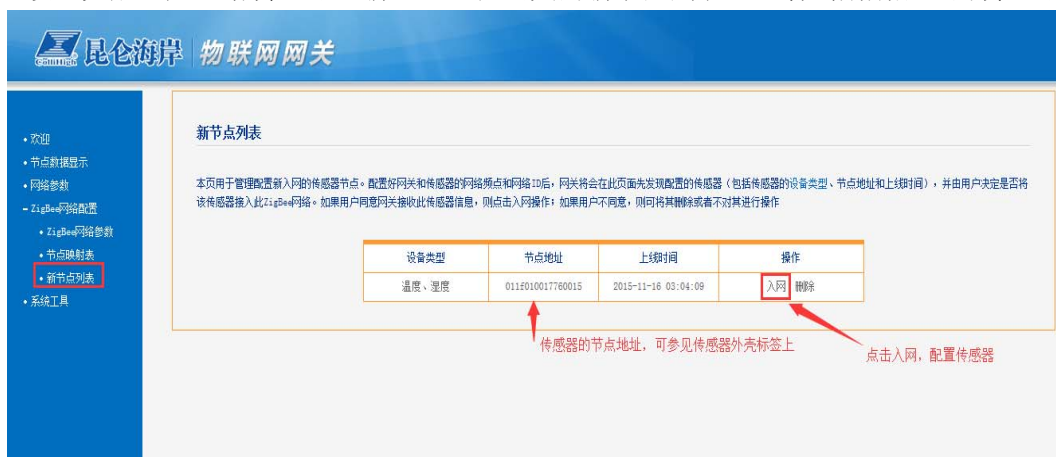 昆仑海岸 物联网网关
• 欢迎
• 节点数据显示
• 网络参数
- ZigBee网络配置
• ZigBee网络参数
• 节点映射表
• 新节点列表
• 系统工具
新节点列表
本页用于管理配置新入网的传感器节点。配置好网关和传感器的网络频点和网络ID后，网关将会在此页面先发现配置的传感器（包括传感器的设备类型、节点地址和上线时间），并由用户决定是否将
该传感器接入此ZigBee网络。如果用户同意网关接收此传感器信息，则点击入网操作；如果用户不同意，则可将其删除或者不对其进行操作
设备类型 节点地址 上线时间 操作
温度、湿度 011f010017760015 2015-11-16 03:04:09 入网 删除
传感器的节点地址，可参见传感器外壳标签上
点击入网，配置传感器